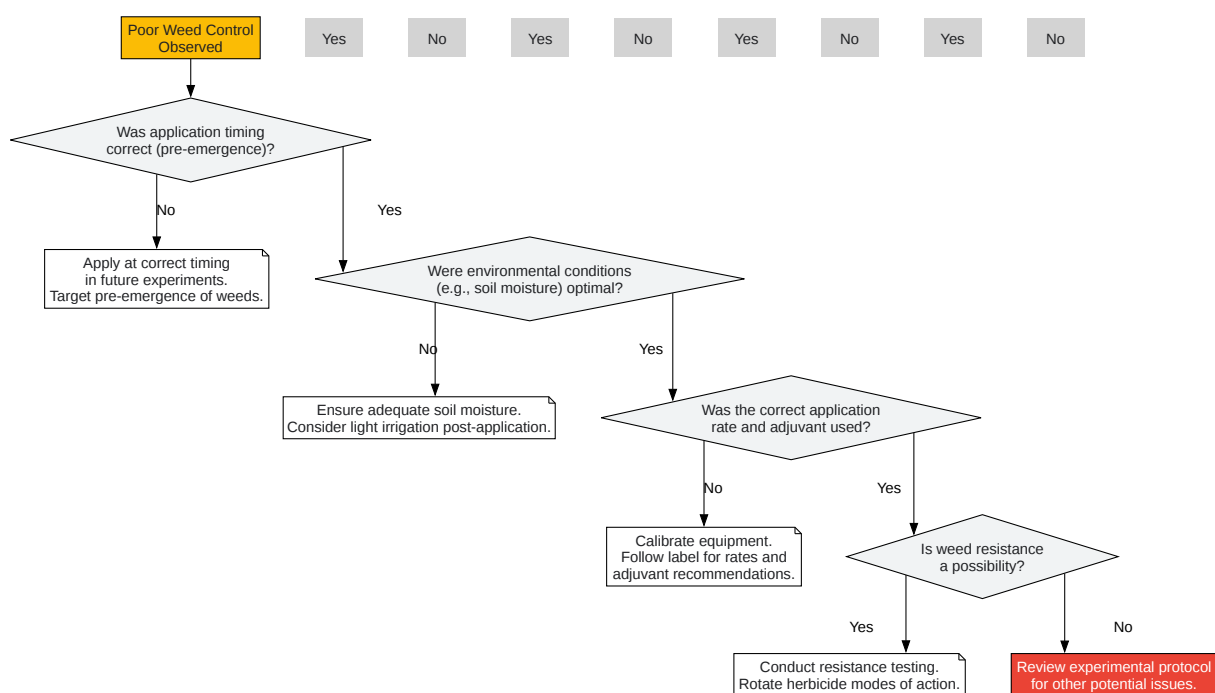 Poor Weed Control
Observed
Yes
No
Yes
No
Yes
No
Yes
No
Was application timing
correct (pre-emergence)?
No
Yes
Apply at correct timing
in future experiments.
Target pre-emergence of weeds.
Were environmental conditions
(e.g., soil moisture) optimal?
No
Yes
Ensure adequate soil moisture.
Consider light irrigation post-application.
Was the correct application
rate and adjuvant used?
No
Yes
Calibrate equipment.
Follow label for rates and
adjuvant recommendations.
Is weed resistance
a possibility?
Yes
No
Conduct resistance testing.
Rotate herbicide modes of action.
Review experimental protocol
for other potential issues.